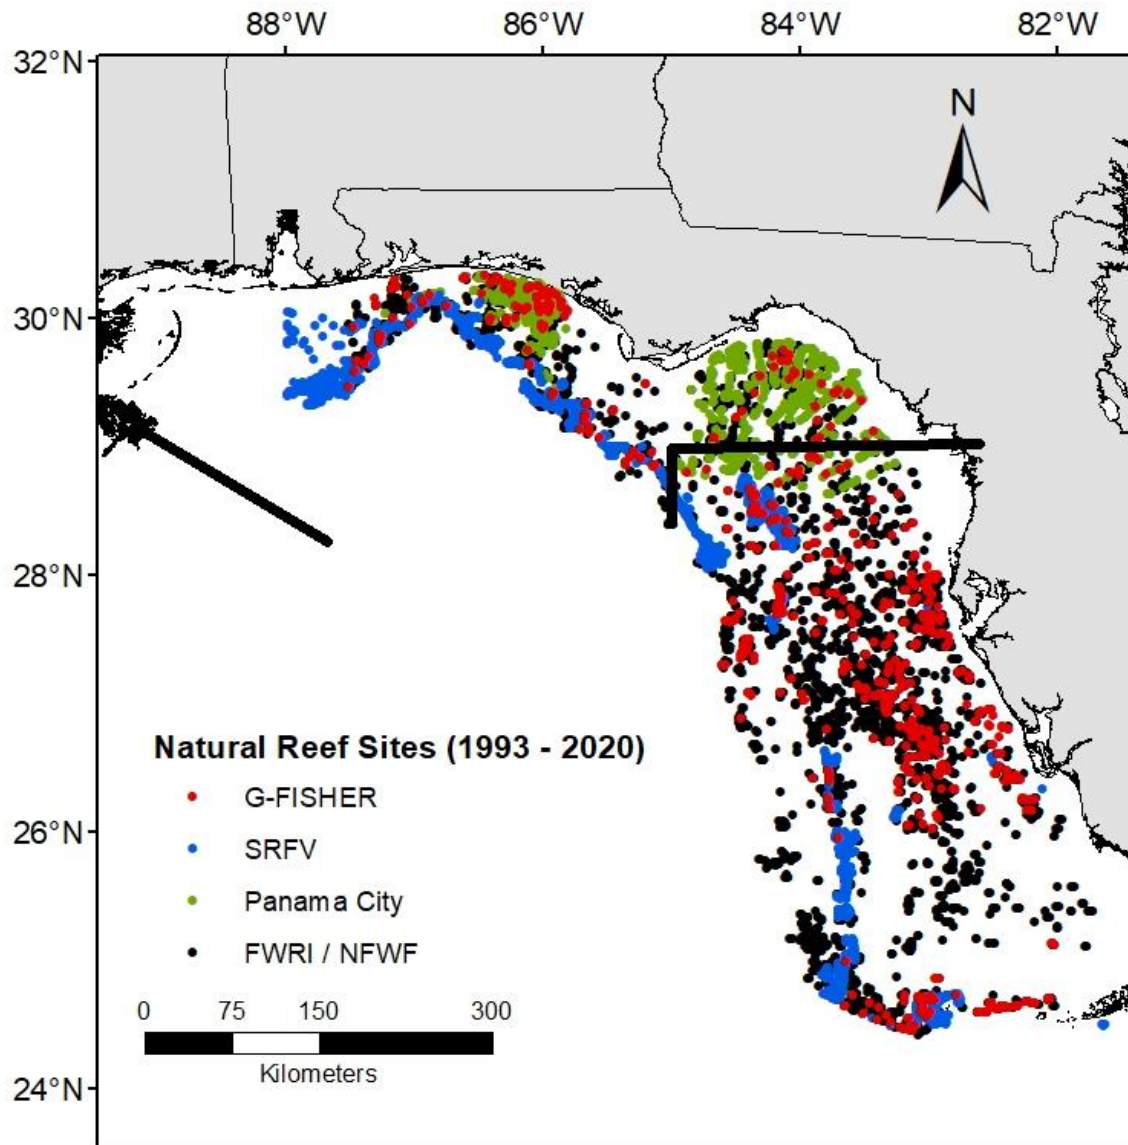 88°W 86°W 84°W 82°W
32°N
N
30°N
28°N
Natural Reef Sites (1993 - 2020)
G-FISHER
SRFV
26°N
Panama City
FWRI / NFWF
0 75 150 300
Kilometers
24°N